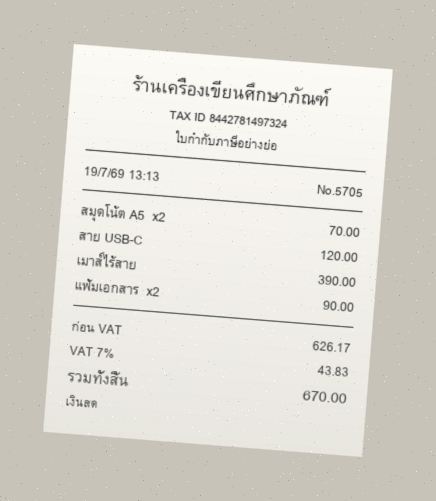 ร้านเครื่องเขียนศึกษาภัณฑ์
TAX ID 8442781497324
ใบกำกับภาษีอย่างย่อ
19/7/69 13:13 No.5705
สมุดโน้ต A5 x2 70.00
สาย USB-C 120.00
เมาส์ไร้สาย 390.00
แฟ้มเอกสาร x2 90.00
ก่อน VAT 626.17
VAT 7% 43.83
รวมทั้งสิ้น 670.00
เงินสด